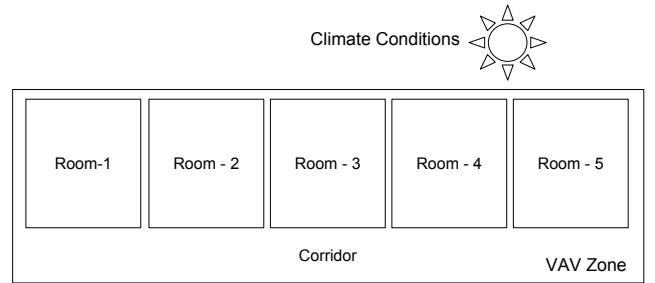 Climate Conditions
Room-1
Room - 2
Room - 3
Room - 4
Room - 5
Corridor
VAV Zone